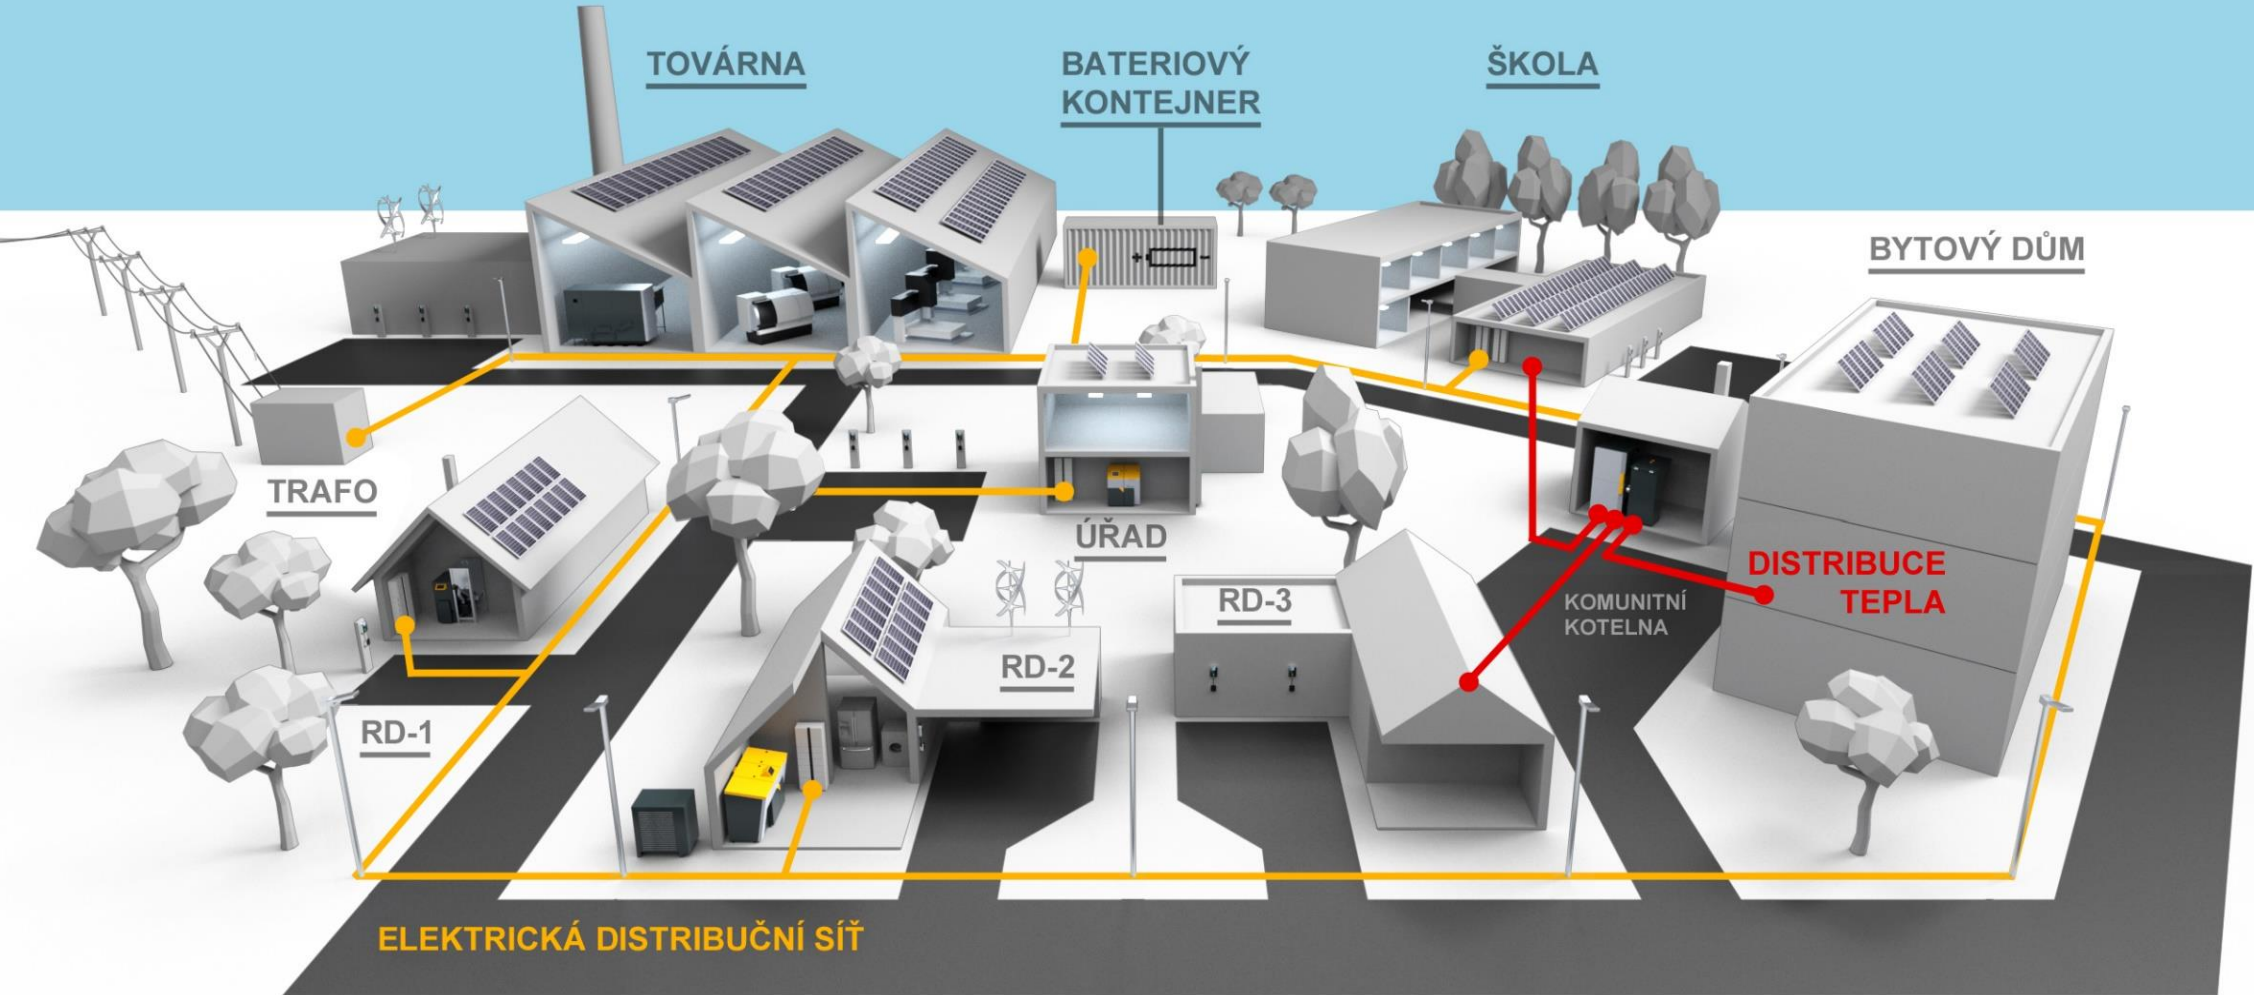 TOVÁRNA
BATERIOVÝ
KONTEJNER
ŠKOLA
BYTOVÝ DŮM
TRAFO
ÚŘAD
DISTRIBUCE
TEPLA
RD-3
KOMUNITNÍ
KOTELNA
RD-2
RD-1
ELEKTRICKÁ DISTRIBUČNÍ SÍŤ